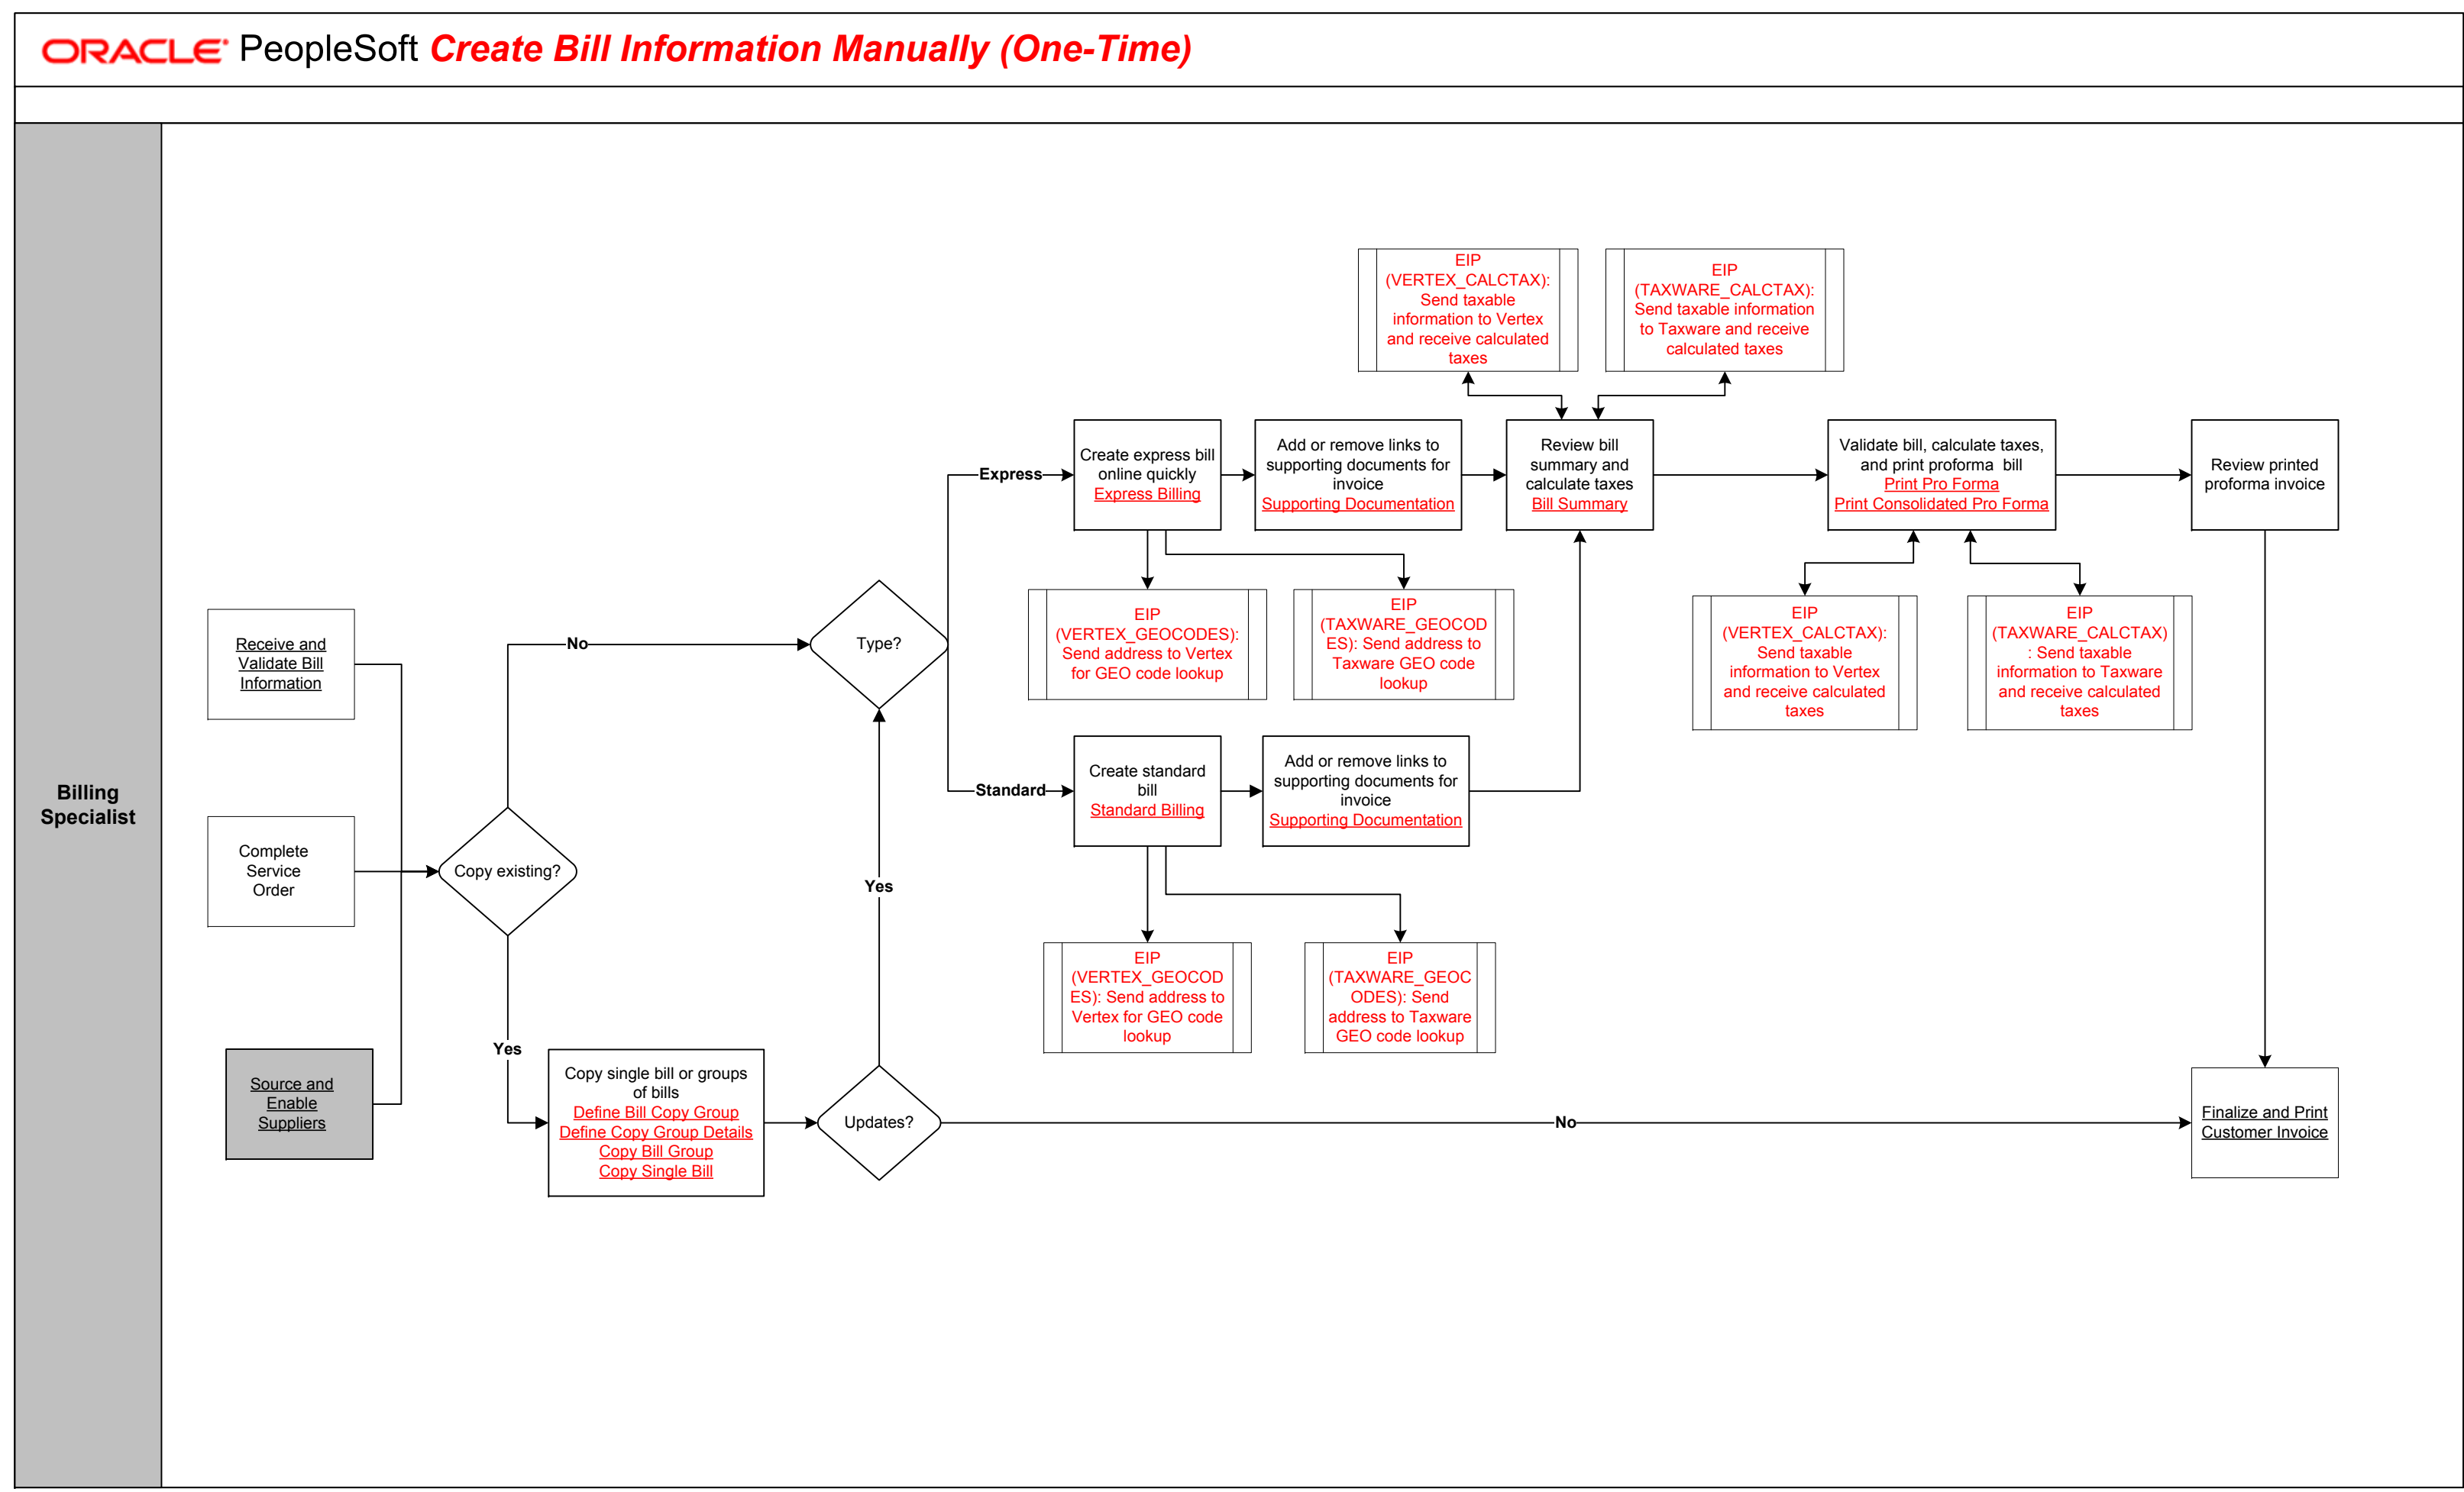 ORACLE PeopleSoft Create Bill Information Manually (One-Time)
Billing
Specialist
Receive and
Validate Bill
Information
Complete
Service
Order
Source and
Enable
Suppliers
Copy existing?
No
Yes
Copy single bill or groups
of bills
Define Bill Copy Group
Define Copy Group Details
Copy Bill Group
Copy Single Bill
Updates?
Yes
No
Type?
Express
Standard
Create express bill
online quickly
Express Billing
Add or remove links to
supporting documents for
invoice
Supporting Documentation
EIP
(VERTEX_GEOCODES):
Send address to Vertex
for GEO code lookup
EIP
(TAXWARE_GEOCOD
ES): Send address to
Taxware GEO code
lookup
Create standard
bill
Standard Billing
Add or remove links to
supporting documents for
invoice
Supporting Documentation
EIP
(VERTEX_GEOCOD
ES): Send address to
Vertex for GEO code
lookup
EIP
(TAXWARE_GEOC
ODES): Send
address to Taxware
GEO code lookup
EIP
(VERTEX_CALCTAX):
Send taxable
information to Vertex
and receive calculated
taxes
EIP
(TAXWARE_CALCTAX):
Send taxable information
to Taxware and receive
calculated taxes
Review bill
summary and
calculate taxes
Bill Summary
Validate bill, calculate taxes,
and print proforma bill
Print Pro Forma
Print Consolidated Pro Forma
EIP
(VERTEX_CALCTAX):
Send taxable
information to Vertex
and receive calculated
taxes
EIP
(TAXWARE_CALCTAX)
: Send taxable
information to Taxware
and receive calculated
taxes
Review printed
proforma invoice
Finalize and Print
Customer Invoice